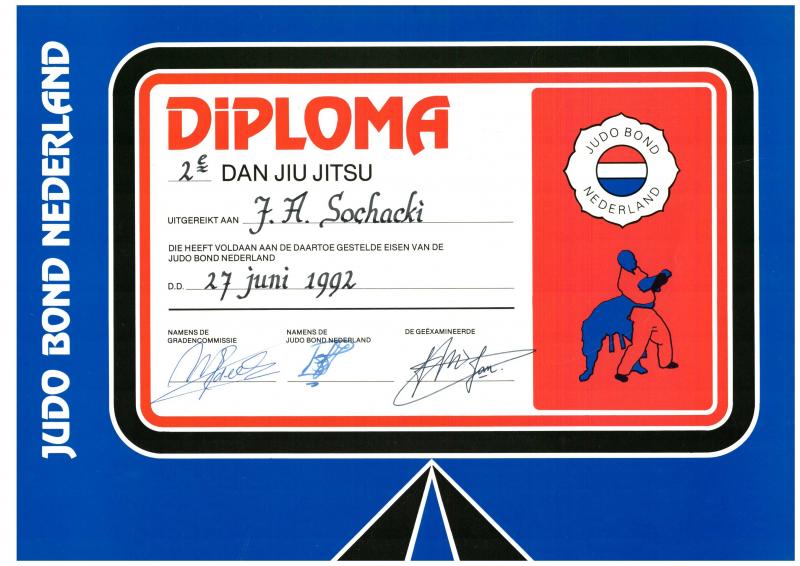 JUDO BOND NEDERLAND
DiPLOMA
2e DAN JIU JITSU
UITGEREIKT AAN J. A. Sochacki
DIE HEEFT VOLDAAN AAN DE DAARTOE GESTELDE EISEN VAN DE
JUDO BOND NEDERLAND
D.D. 27 juni 1992
NAMENS DE
GRADENCOMMISSIE
NAMENS DE
JUDO BOND NEDERLAND
DE GEËXAMINEERDE
JUDO BOND
NEDERLAND